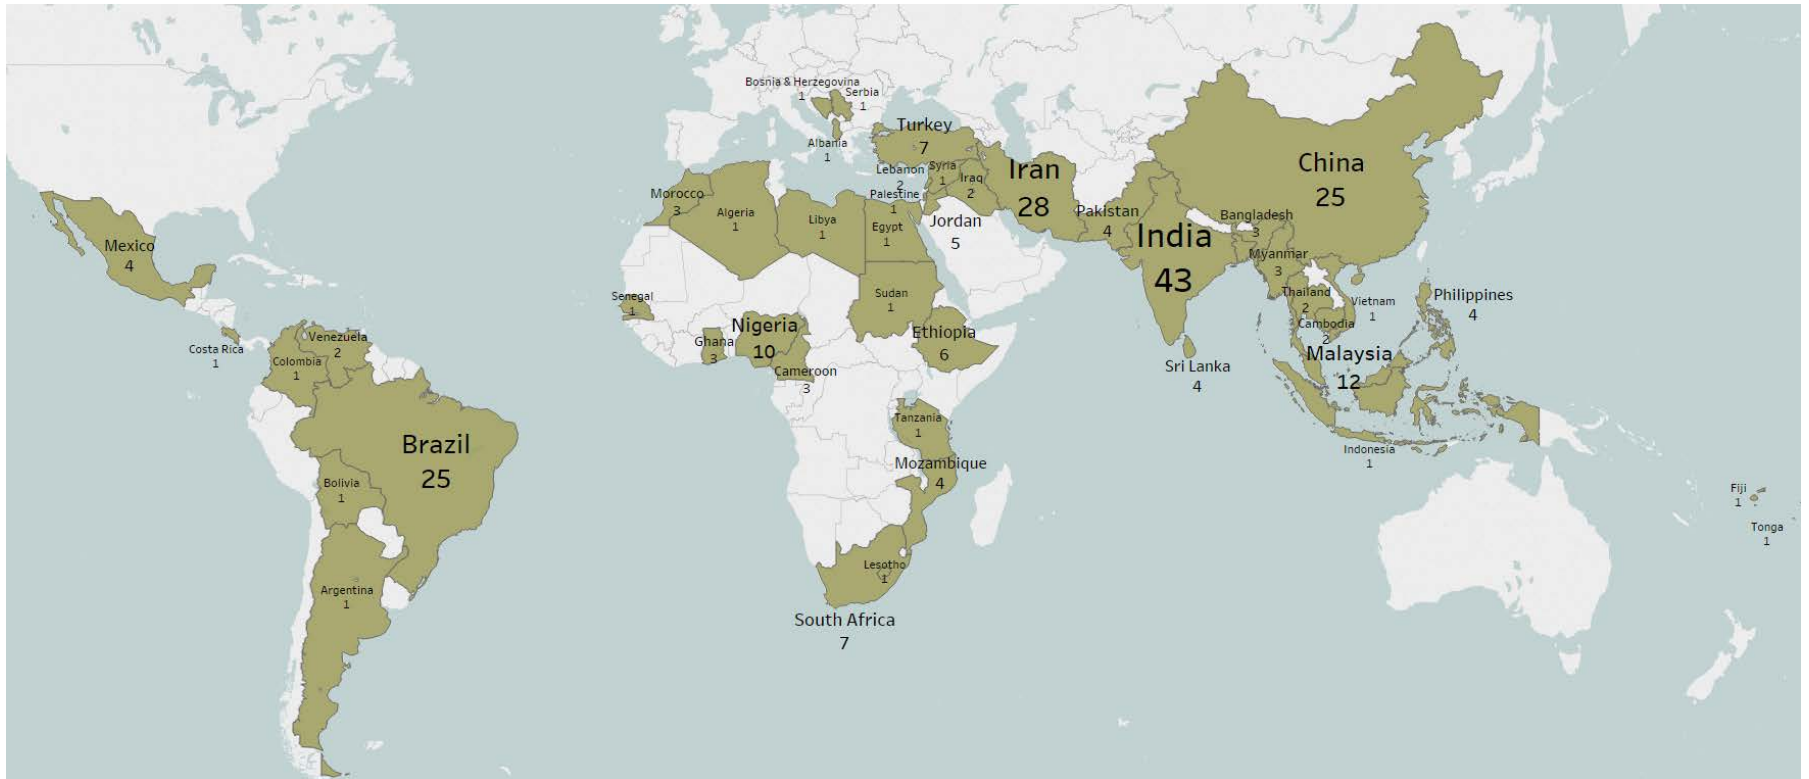 Bosnia & Herzegovina
1
Serbia
1
Turkey
7
Albania
1
Lebanon
2
Syria
1
Iraq
2
Iran
28
China
25
Morocco
3
Algeria
1
Libya
1
Palestine
1
Egypt
1
Jordan
5
Pakistan
4
India
43
Bangladesh
3
Myanmar
3
Mexico
4
Senegal
1
Sudan
1
Thailand
2
Vietnam
1
Philippines
4
Costa Rica
1
Venezuela
2
Colombia
1
Ghana
3
Nigeria
10
Ethiopia
6
Cameroon
3
Cambodia
2
Malaysia
12
Sri Lanka
4
Brazil
25
Tanzania
1
Indonesia
1
Mozambique
4
Bolivia
1
Fiji
1
Tonga
1
Lesotho
1
Argentina
1
South Africa
7